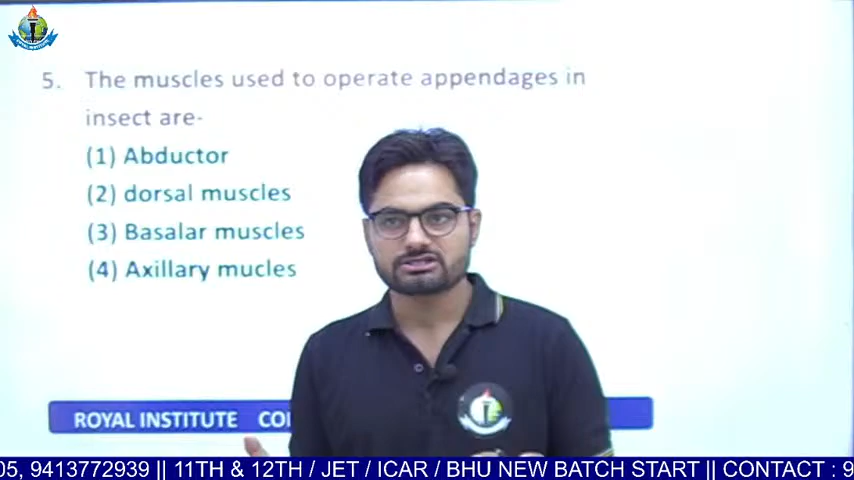 5. The muscles used to operate appendages in
insect are-
(1) Abductor
(2) dorsal muscles
(3) Basalar muscles
(4) Axillary mucles
ROYAL INSTITUTE
05, 9413772939 || 11TH & 12TH / JET / ICAR / BHU NEW BATCH START || CONTACT : 9